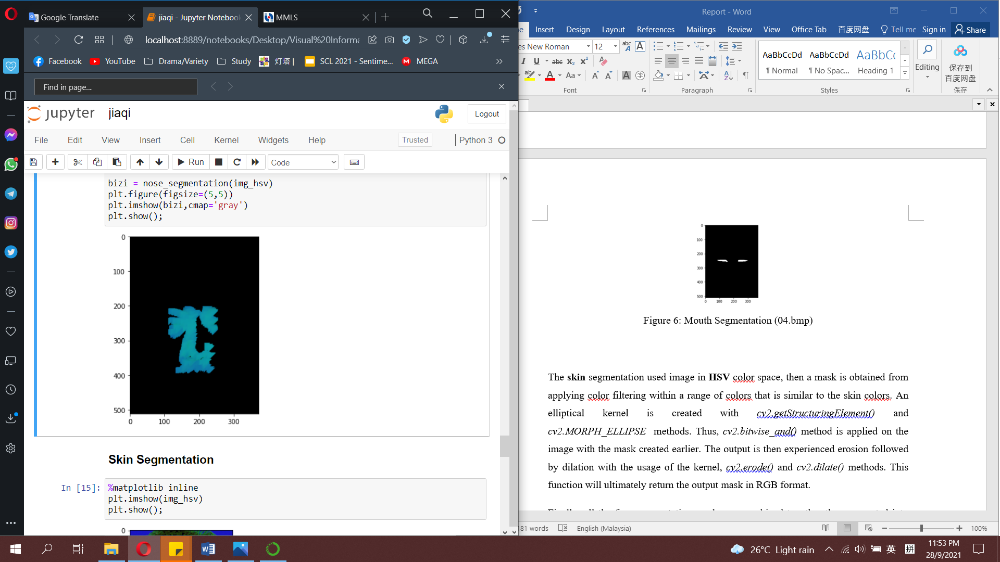 Google Translate
jiaqi - Jupyter Notebook
MMLS
localhost:8889/notebooks/Desktop/Visual%20Informa
Facebook
YouTube
Drama/Variety
Study
灯塔 |
SCL 2021 - Sentime...
MEGA
Find in page...
jupyter
jiaqi
Logout
File
Edit
View
Insert
Cell
Kernel
Widgets
Help
Trusted
Python 3
Run
Code
bizi = nose_segmentation(img_hsv)
plt.figure(figsize=(5,5))
plt.imshow(bizi,cmap='gray')
plt.show();
0
100
200
300
400
500
0 100 200 300
Skin Segmentation
In [15]:
%matplotlib inline
plt.imshow(img_hsv)
plt.show();
0
Report - Word
Insert
Design
Layout
References
Mailings
Review
View
Office Tab
百度网盘
Tell me
Sign in
Share
es New Roman
12
Font
Paragraph
AaBbCcDd
¶ Normal
AaBbCcDd
¶ No Spac...
AaBbCc
Heading 1
Styles
Editing
保存到
百度网盘
保存
0
100
200
300
400
500
0 100 200 300
Figure 6: Mouth Segmentation (04.bmp)
The skin segmentation used image in HSV color space, then a mask is obtained from
applying color filtering within a range of colors that is similar to the skin colors. An
elliptical kernel is created with cv2.getStructuringElement() and
cv2.MORPH_ELLIPSE methods. Thus, cv2.bitwise_and() method is applied on the
image with the mask created earlier. The output is then experienced erosion followed
by dilation with the usage of the kernel, cv2.erode() and cv2.dilate() methods. This
function will ultimately return the output mask in RGB format.
181 words
English (Malaysia)
100%
26°C Light rain
英
拼
11:53 PM
28/9/2021